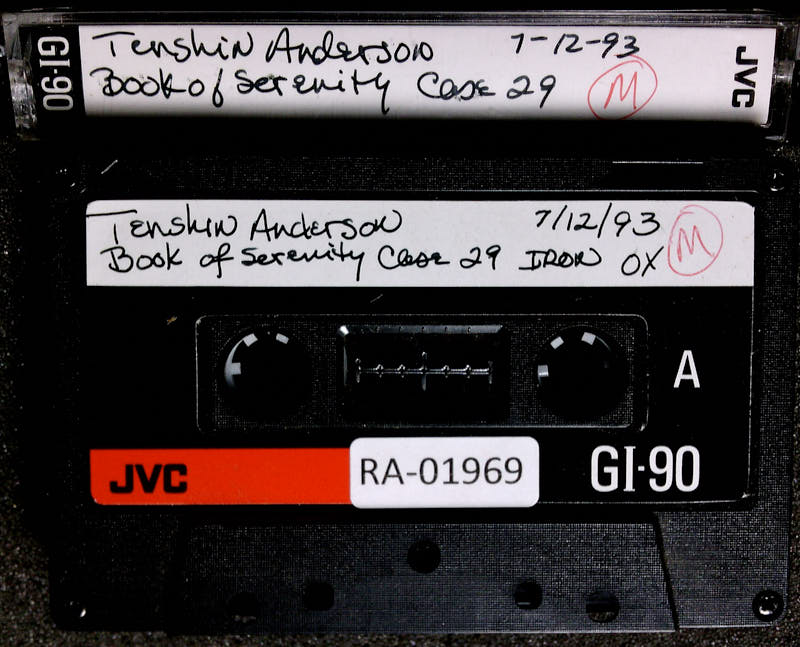 GI-90
Tenshin Anderson 7-12-93
Book of Serenity Case 29 M
JVC
Tenshin Anderson 7/12/93
Book of Serenity Case 29 IRON OX M
A
JVC RA-01969 GI-90